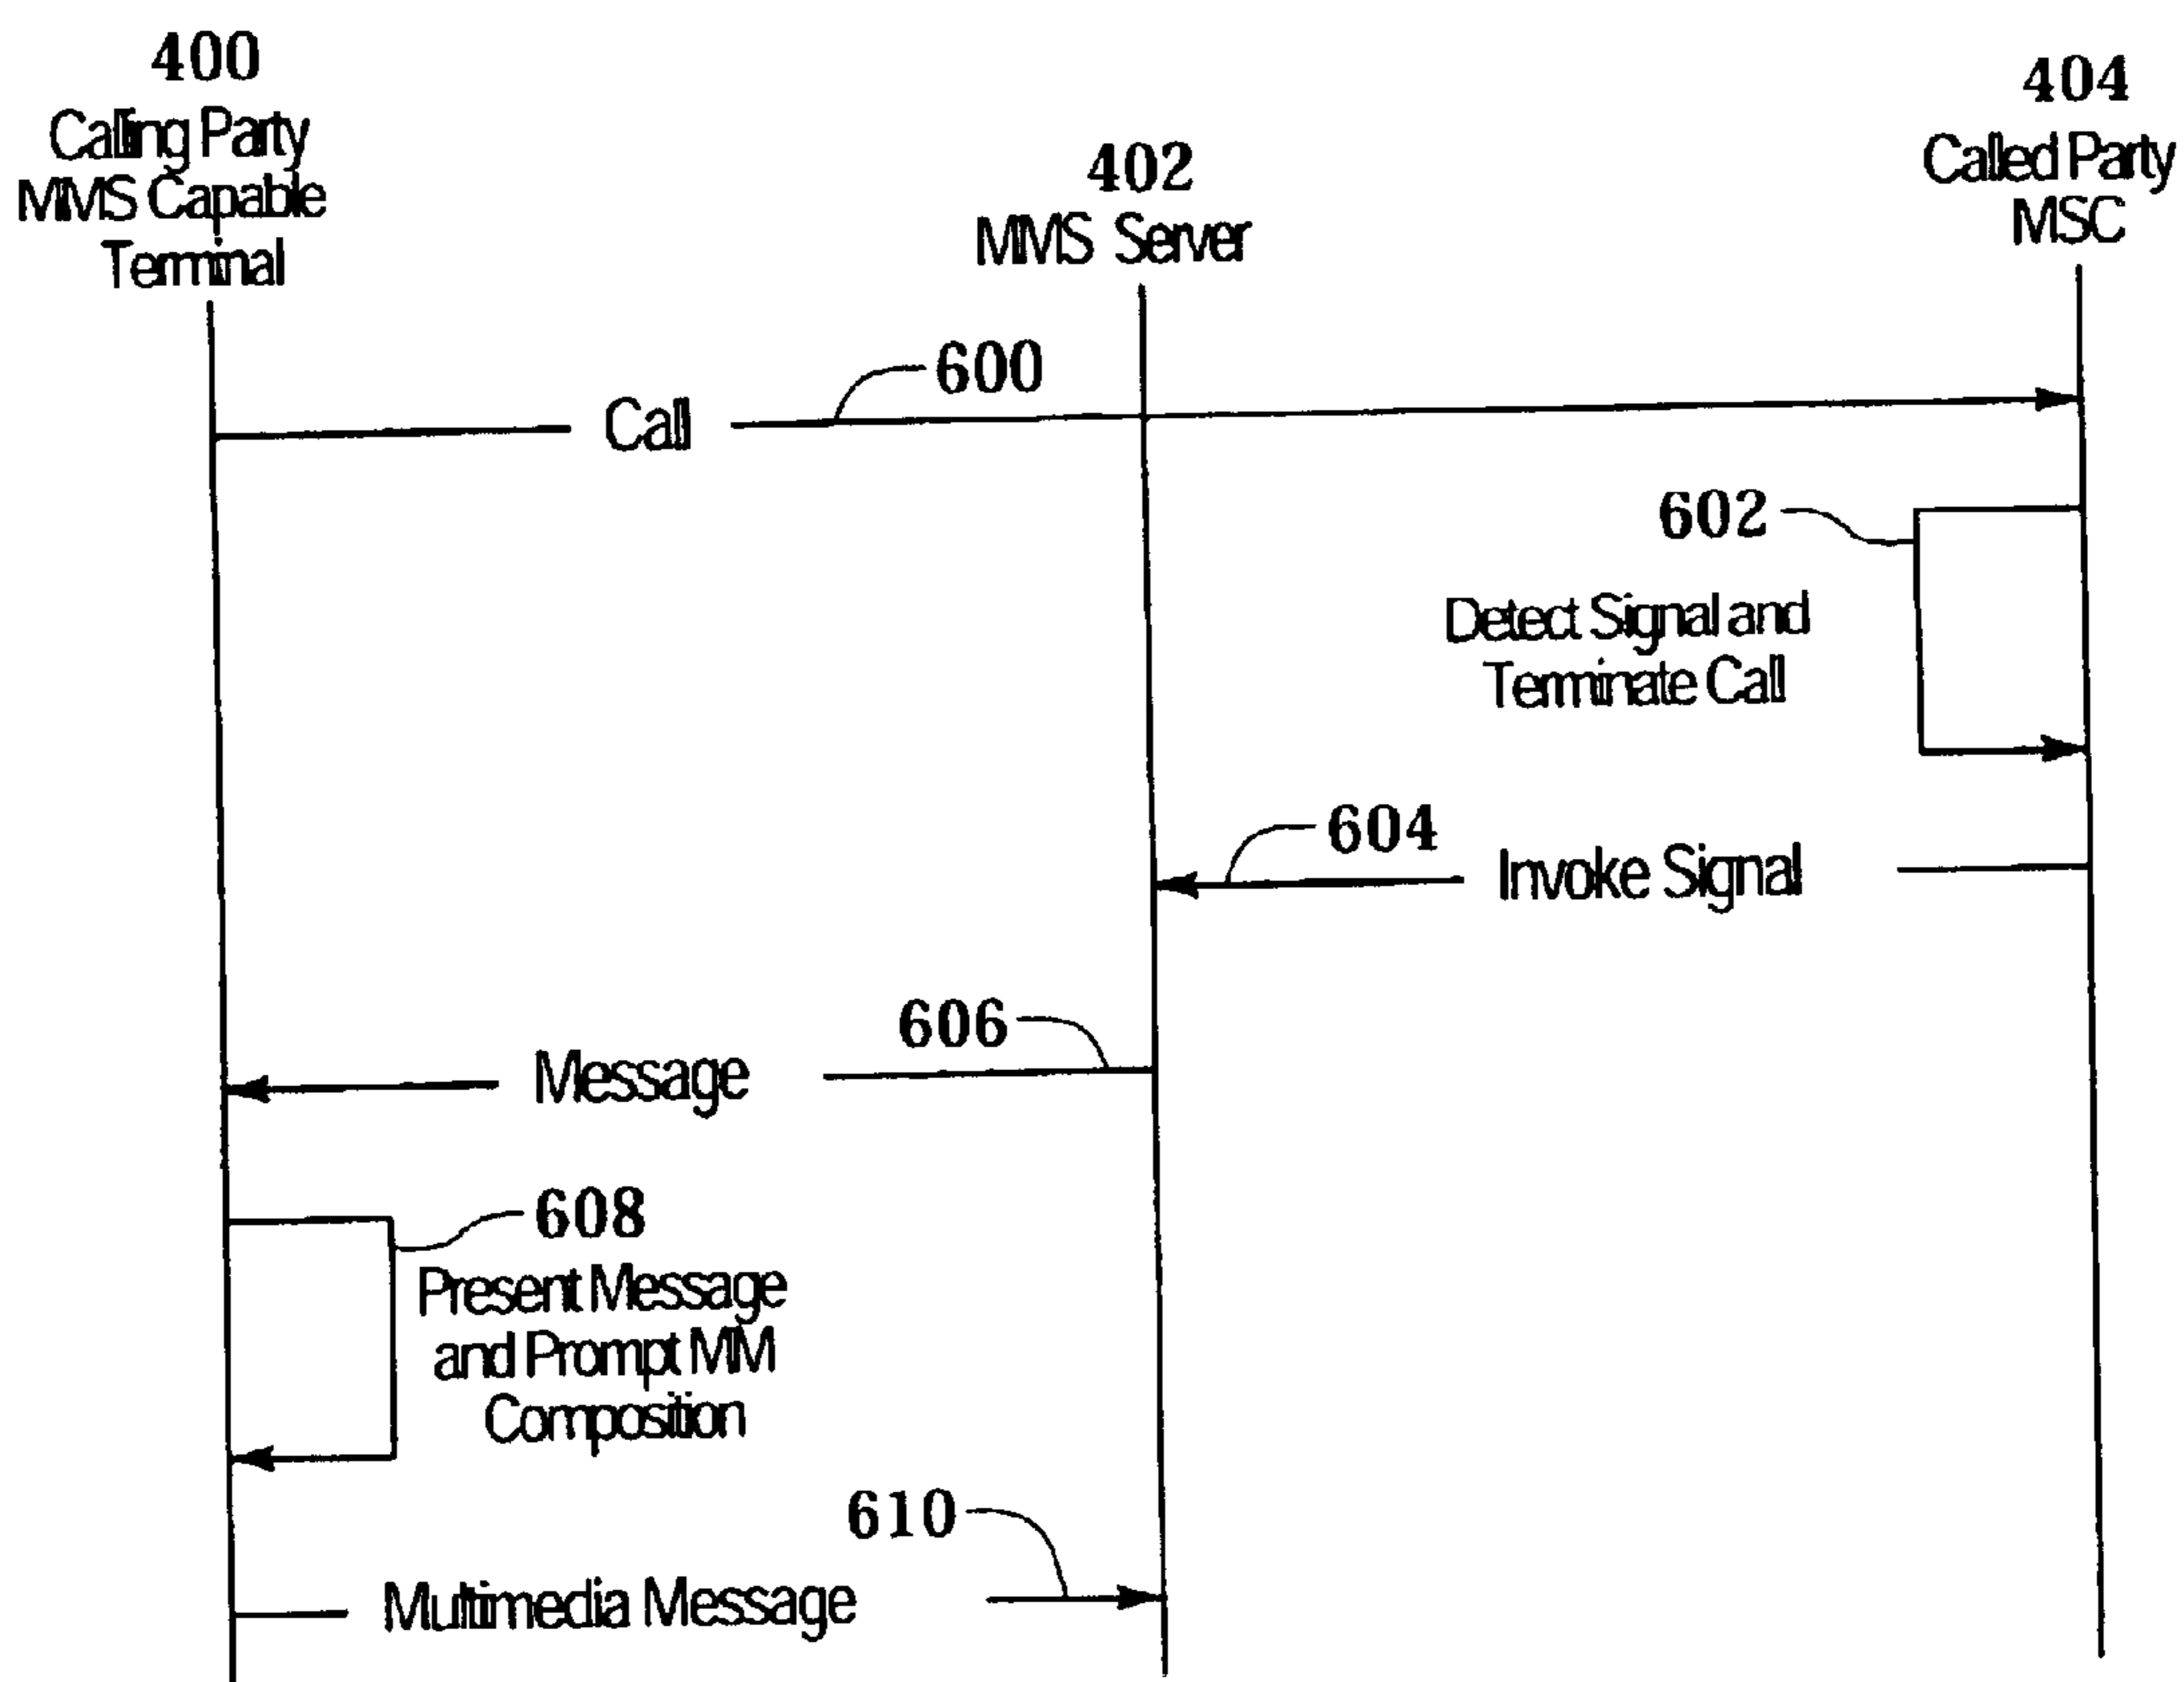 400
Calling Party
MMS Capable
Terminal
402
MMS Server
404
Called Party
MSC
600
Call
602
Detect Signal and
Terminate Call
604
Invoke Signal
606
Message
608
Present Message
and Prompt MM
Composition
610
Multimedia Message